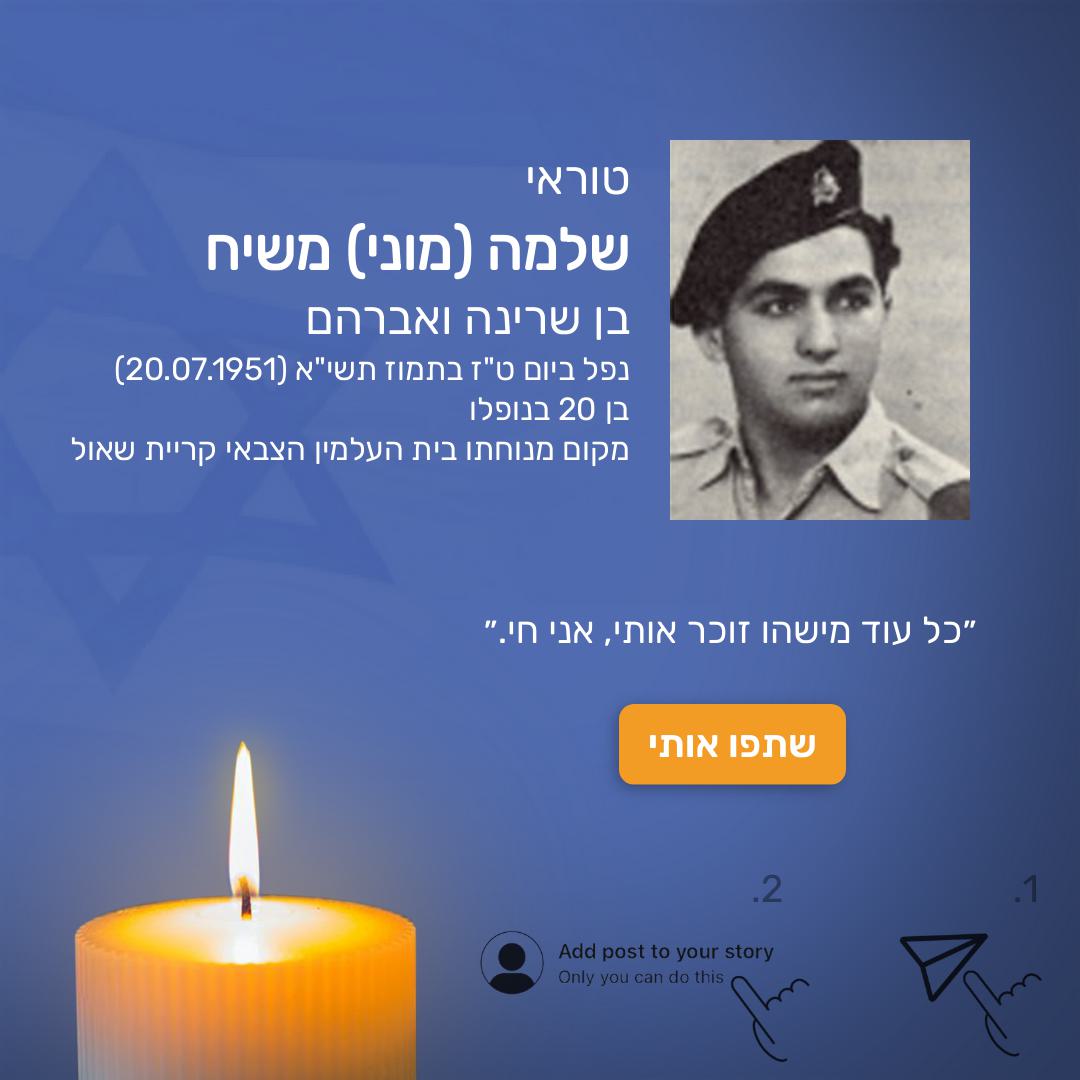 טוראי
שלמה (מוני) משיח
בן שרינה ואברהם
נפל ביום ט"ז בתמוז תשי"א (20.07.1951)
בן 20 בנופלו
מקום מנוחתו בית העלמין הצבאי קריית שאול
״כל עוד מישהו זוכר אותי, אני חי.״
שתפו אותי
1.
2.
Add post to your story
Only you can do this